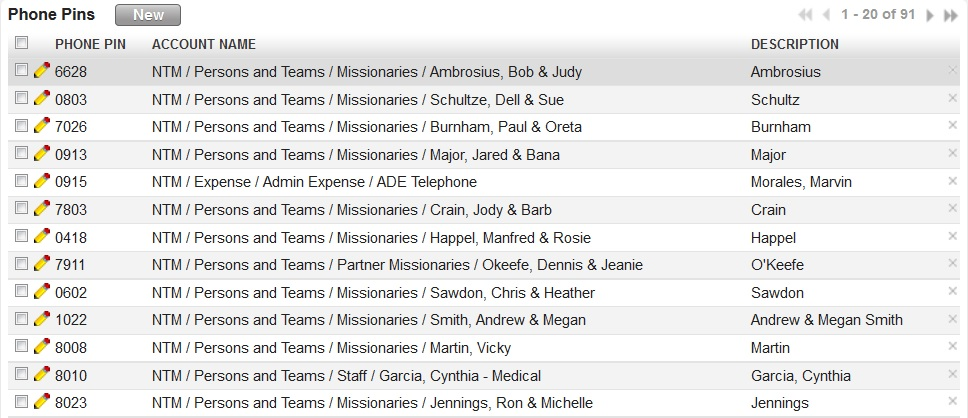 Phone Pins New 1 - 20 of 91
PHONE PIN ACCOUNT NAME DESCRIPTION
6628 NTM / Persons and Teams / Missionaries / Ambrosius, Bob & Judy Ambrosius
0803 NTM / Persons and Teams / Missionaries / Schultze, Dell & Sue Schultz
7026 NTM / Persons and Teams / Missionaries / Burnham, Paul & Oreta Burnham
0913 NTM / Persons and Teams / Missionaries / Major, Jared & Bana Major
0915 NTM / Expense / Admin Expense / ADE Telephone Morales, Marvin
7803 NTM / Persons and Teams / Missionaries / Crain, Jody & Barb Crain
0418 NTM / Persons and Teams / Missionaries / Happel, Manfred & Rosie Happel
7911 NTM / Persons and Teams / Partner Missionaries / Okeefe, Dennis & Jeanie O'Keefe
0602 NTM / Persons and Teams / Missionaries / Sawdon, Chris & Heather Sawdon
1022 NTM / Persons and Teams / Missionaries / Smith, Andrew & Megan Andrew & Megan Smith
8008 NTM / Persons and Teams / Missionaries / Martin, Vicky Martin
8010 NTM / Persons and Teams / Staff / Garcia, Cynthia - Medical Garcia, Cynthia
8023 NTM / Persons and Teams / Missionaries / Jennings, Ron & Michelle Jennings